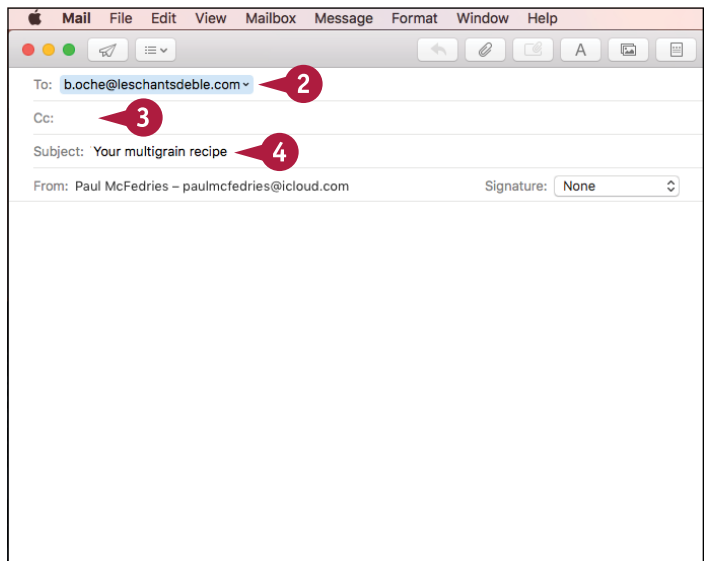 Mail File Edit View Mailbox Message Format Window Help
A
To: b.oche@leschantsdeble.com 2
Cc: 3
Subject: Your multigrain recipe 4
From: Paul McFedries – paulmcfedries@icloud.com Signature: None